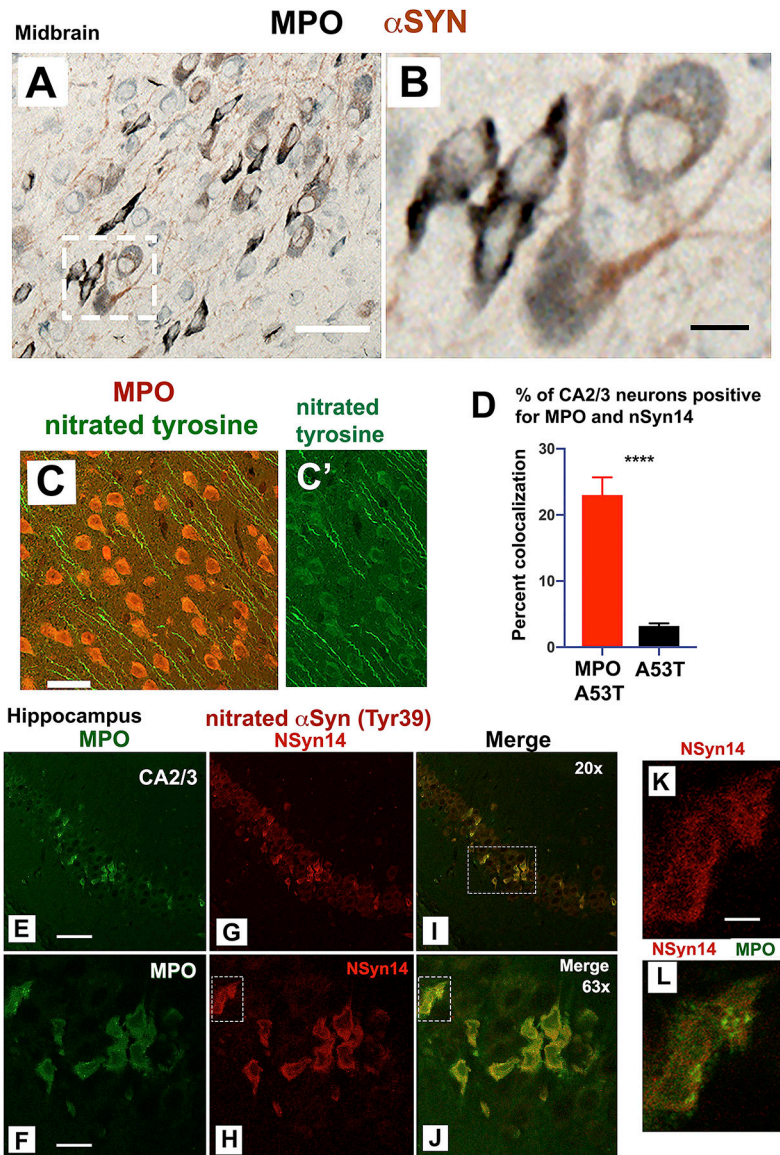 MPO αSYN
Midbrain
A
B
MPO
nitrated tyrosine
C
nitrated
tyrosine
C'
D
% of CA2/3 neurons positive
for MPO and nSyn14
Percent colocalization
30
20
10
0
****
MPO
A53T
A53T
Hippocampus
nitrated αSyn (Tyr39)
MPO
NSyn14
Merge
CA2/3
20x
E
G
I
MPO
NSyn14
Merge
63x
F
H
J
NSyn14
K
NSyn14 MPO
L